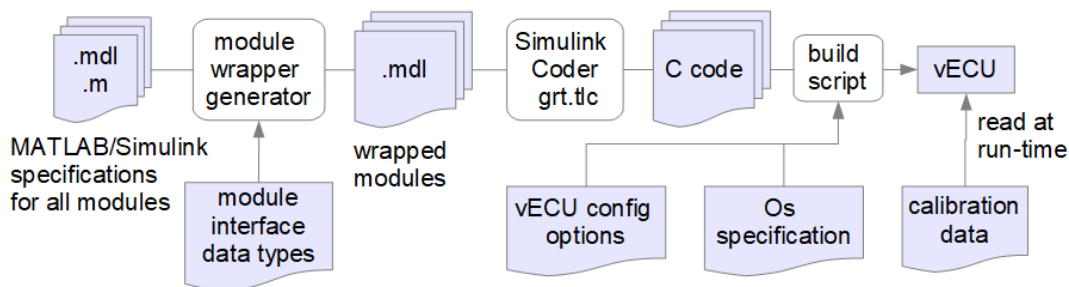 .mdl
.m
module
wrapper
generator
.mdl
Simulink
Coder
grt.tlc
C code
build
script
vECU
MATLAB/Simulink
specifications
for all modules
wrapped
modules
read at
run-time
module
interface
data types
vECU config
options
Os
specification
calibration
data